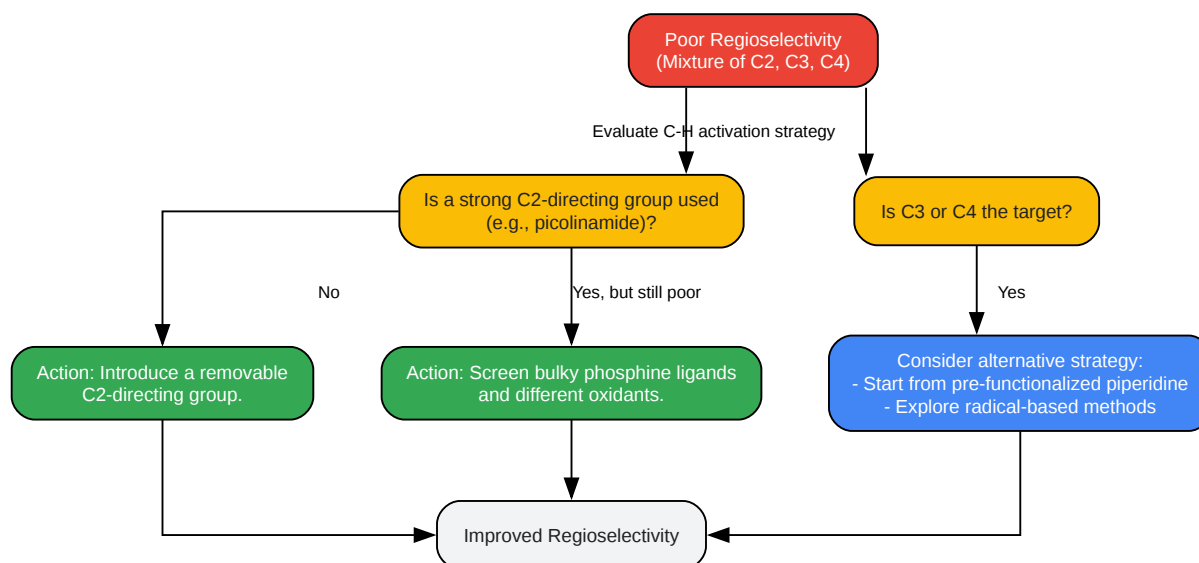 Poor Regioselectivity
(Mixture of C2, C3, C4)
Evaluate C-H activation strategy
Is a strong C2-directing group used
(e.g., picolinamide)?
Is C3 or C4 the target?
No
Yes, but still poor
Yes
Action: Introduce a removable
C2-directing group.
Action: Screen bulky phosphine ligands
and different oxidants.
Consider alternative strategy:
- Start from pre-functionalized piperidine
- Explore radical-based methods
Improved Regioselectivity